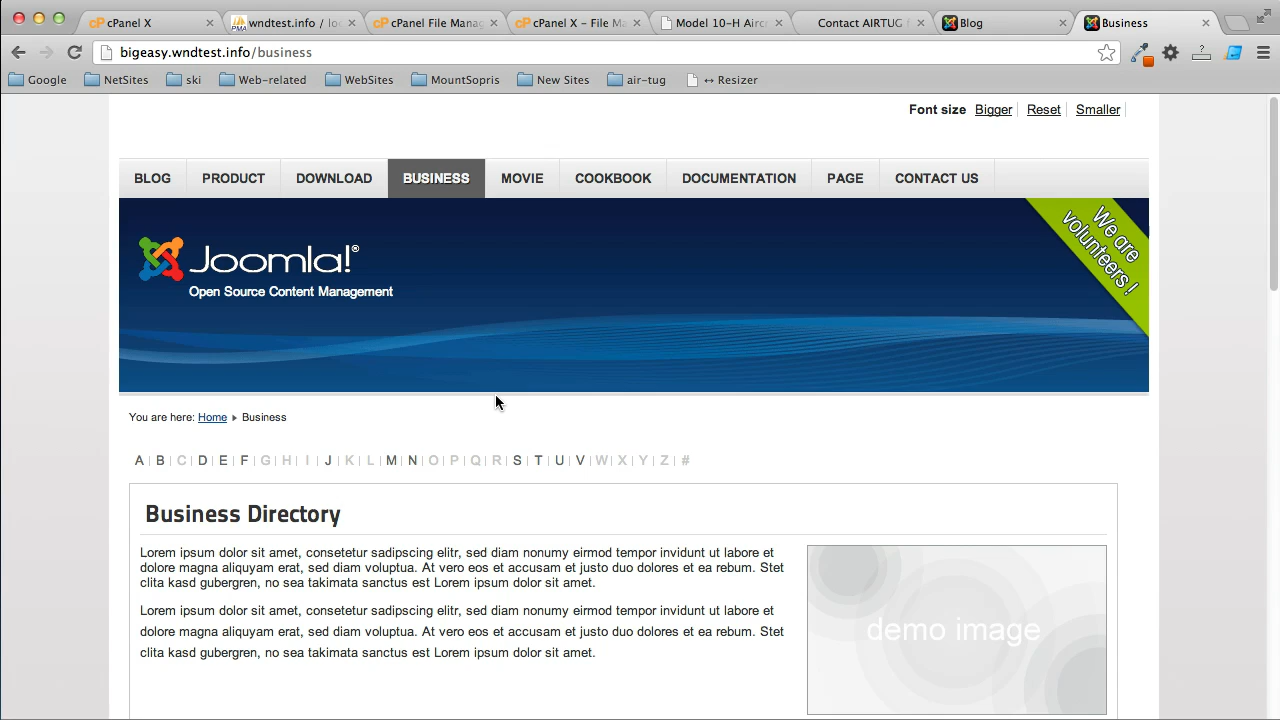 cPanel X
wndtest.info / lo
cPanel File Manag
cPanel X - File Ma
Model 10-H Airc
Contact AIRTUG
Blog
Business
bigeasy.wndtest.info/business
Google
NetSites
ski
Web-related
WebSites
MountSopris
New Sites
air-tug
↔ Resizer
Font size Bigger Reset Smaller
BLOG PRODUCT DOWNLOAD BUSINESS MOVIE COOKBOOK DOCUMENTATION PAGE CONTACT US
We are
volunteers !
Joomla!®
Open Source Content Management
You are here: Home Business
A | B | C | D | E | F | G | H | I | J | K | L | M | N | O | P | Q | R | S | T | U | V | W | X | Y | Z | #
Business Directory
Lorem ipsum dolor sit amet, consetetur sadipscing elitr, sed diam nonumy eirmod tempor invidunt ut labore et
dolore magna aliquyam erat, sed diam voluptua. At vero eos et accusam et justo duo dolores et ea rebum. Stet
clita kasd gubergren, no sea takimata sanctus est Lorem ipsum dolor sit amet.
Lorem ipsum dolor sit amet, consetetur sadipscing elitr, sed diam nonumy eirmod tempor invidunt ut labore et
dolore magna aliquyam erat, sed diam voluptua. At vero eos et accusam et justo duo dolores et ea rebum. Stet
clita kasd gubergren, no sea takimata sanctus est Lorem ipsum dolor sit amet.
demo image